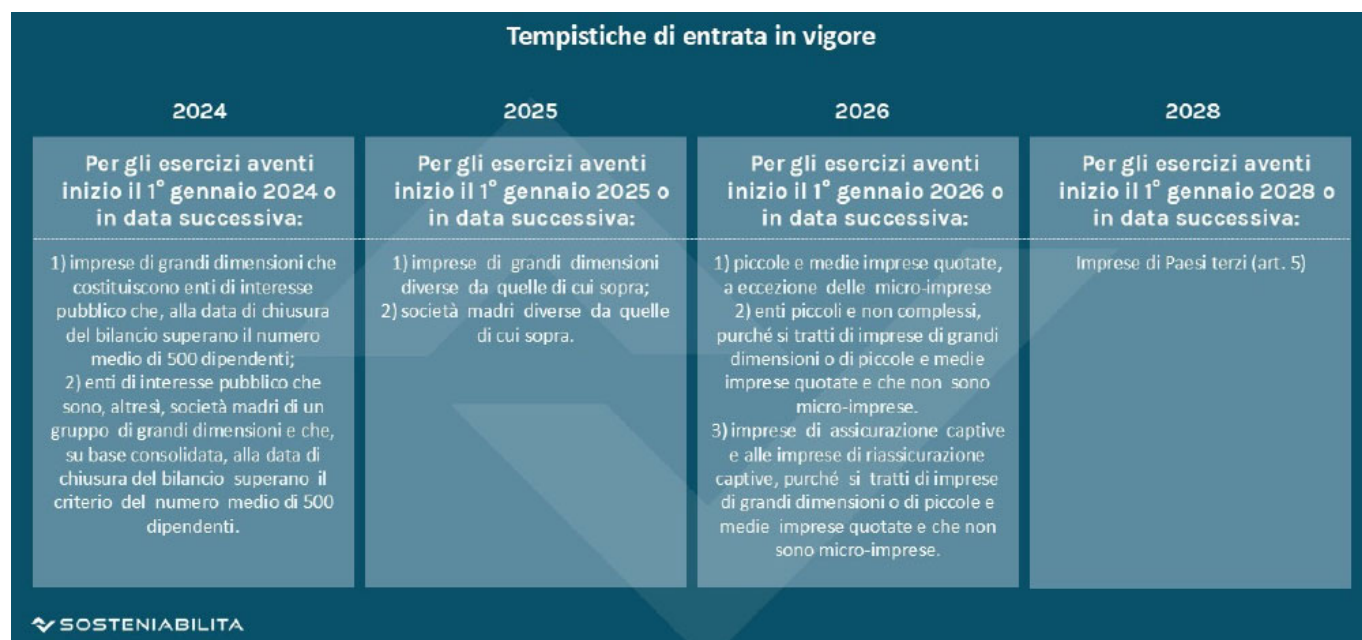 Tempistiche di entrata in vigore
2024
Per gli esercizi aventi
inizio il 1° gennaio 2024 o
in data successiva:
1) imprese di grandi dimensioni che
costituiscono enti di interesse
pubblico che, alla data di chiusura
del bilancio superano il numero
medio di 500 dipendenti;
2) enti di interesse pubblico che
sono, altresì, società madri di un
gruppo di grandi dimensioni e che,
su base consolidata, alla data di
chiusura del bilancio superano il
criterio del numero medio di 500
dipendenti.
2025
Per gli esercizi aventi
inizio il 1° gennaio 2025 o
in data successiva:
1) imprese di grandi dimensioni
diverse da quelle di cui sopra;
2) società madri diverse da quelle
di cui sopra.
2026
Per gli esercizi aventi
inizio il 1° gennaio 2026 o
in data successiva:
1) piccole e medie imprese quotate,
a eccezione delle micro-imprese
2) enti piccoli e non complessi,
purché si tratti di imprese di grandi
dimensioni o di piccole e medie
imprese quotate e che non sono
micro-imprese.
3) imprese di assicurazione captive
e alle imprese di riassicurazione
captive, purché si tratti di imprese
di grandi dimensioni o di piccole e
medie imprese quotate e che non
sono micro-imprese.
2028
Per gli esercizi aventi
inizio il 1° gennaio 2028 o
in data successiva:
Imprese di Paesi terzi (art. 5)
SOSTENIABILITA